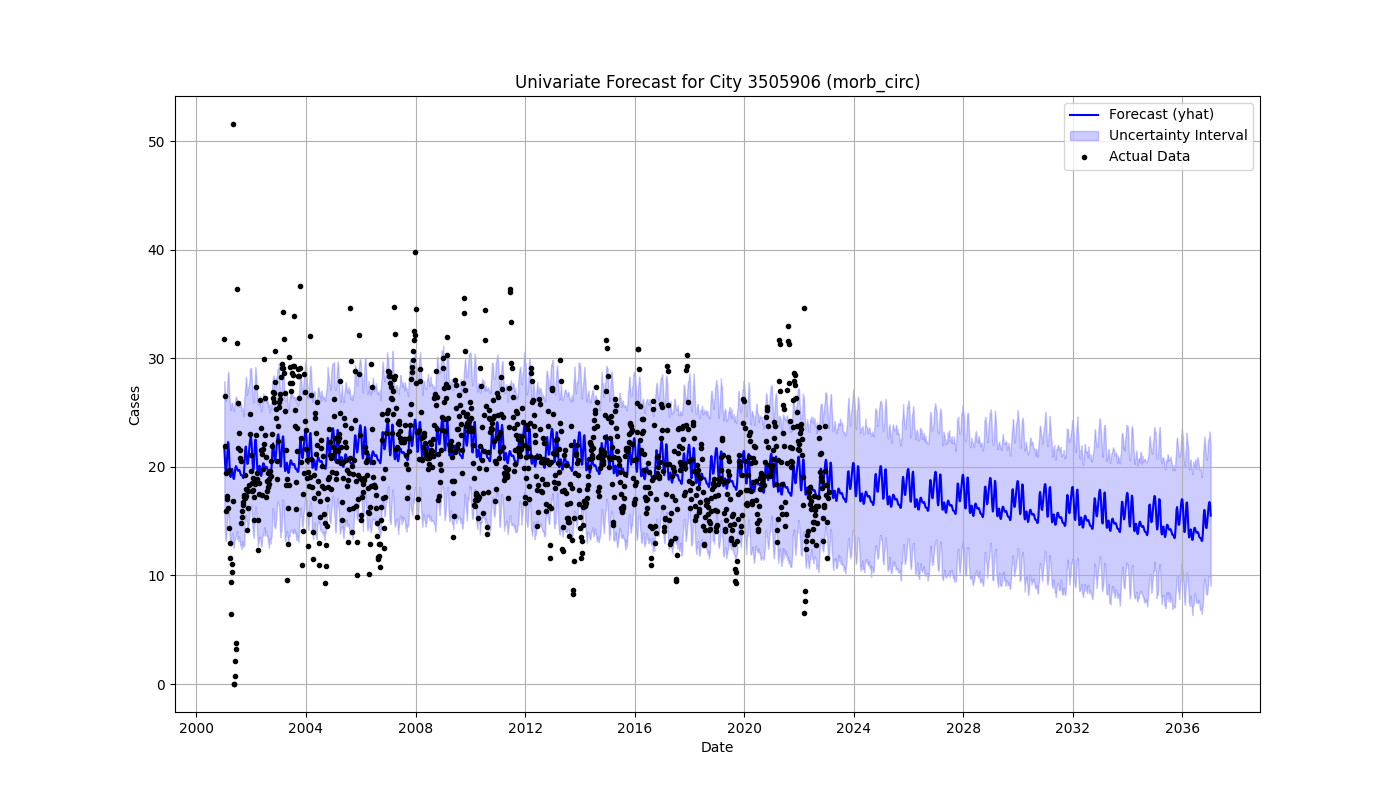 Univariate Forecast for City 3505906 (morb_circ)
Forecast (yhat)
Uncertainty Interval
Actual Data
50
40
30
20
10
0
Cases
2000 2004 2008 2012 2016 2020 2024 2028 2032 2036
Date